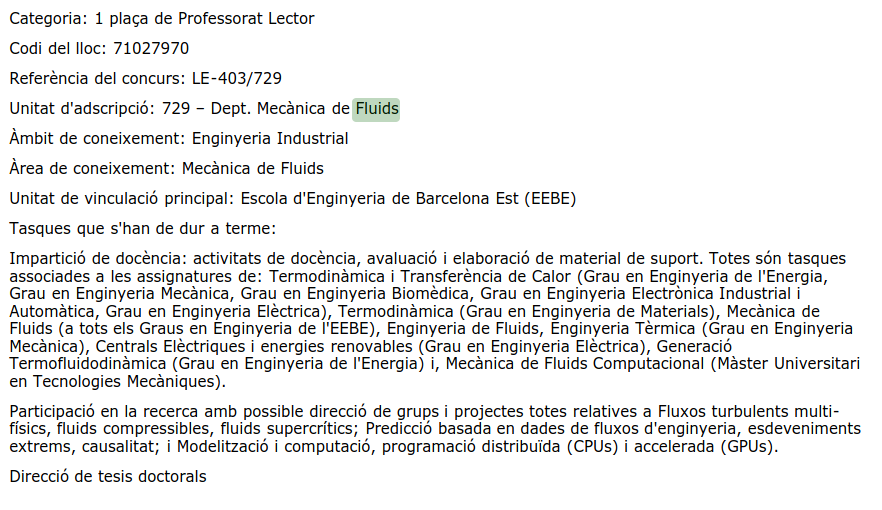 Categoria: 1 plaça de Professorat Lector
Codi del lloc: 71027970
Referència del concurs: LE-403/729
Unitat d'adscripció: 729 – Dept. Mecànica de Fluids
Àmbit de coneixement: Enginyeria Industrial
Àrea de coneixement: Mecànica de Fluids
Unitat de vinculació principal: Escola d'Enginyeria de Barcelona Est (EEBE)
Tasques que s'han de dur a terme:
Impartició de docència: activitats de docència, avaluació i elaboració de material de suport. Totes són tasques
associades a les assignatures de: Termodinàmica i Transferència de Calor (Grau en Enginyeria de l'Energia,
Grau en Enginyeria Mecànica, Grau en Enginyeria Biomèdica, Grau en Enginyeria Electrònica Industrial i
Automàtica, Grau en Enginyeria Elèctrica), Termodinàmica (Grau en Enginyeria de Materials), Mecànica de
Fluids (a tots els Graus en Enginyeria de l'EEBE), Enginyeria de Fluids, Enginyeria Tèrmica (Grau en Enginyeria
Mecànica), Centrals Elèctriques i energies renovables (Grau en Enginyeria Elèctrica), Generació
Termofluidodinàmica (Grau en Enginyeria de l'Energia) i, Mecànica de Fluids Computacional (Màster Universitari
en Tecnologies Mecàniques).
Participació en la recerca amb possible direcció de grups i projectes totes relatives a Fluxos turbulents multi-
físics, fluids compressibles, fluids supercrítics; Predicció basada en dades de fluxos d'enginyeria, esdeveniments
extrems, causalitat; i Modelització i computació, programació distribuïda (CPUs) i accelerada (GPUs).
Direcció de tesis doctorals